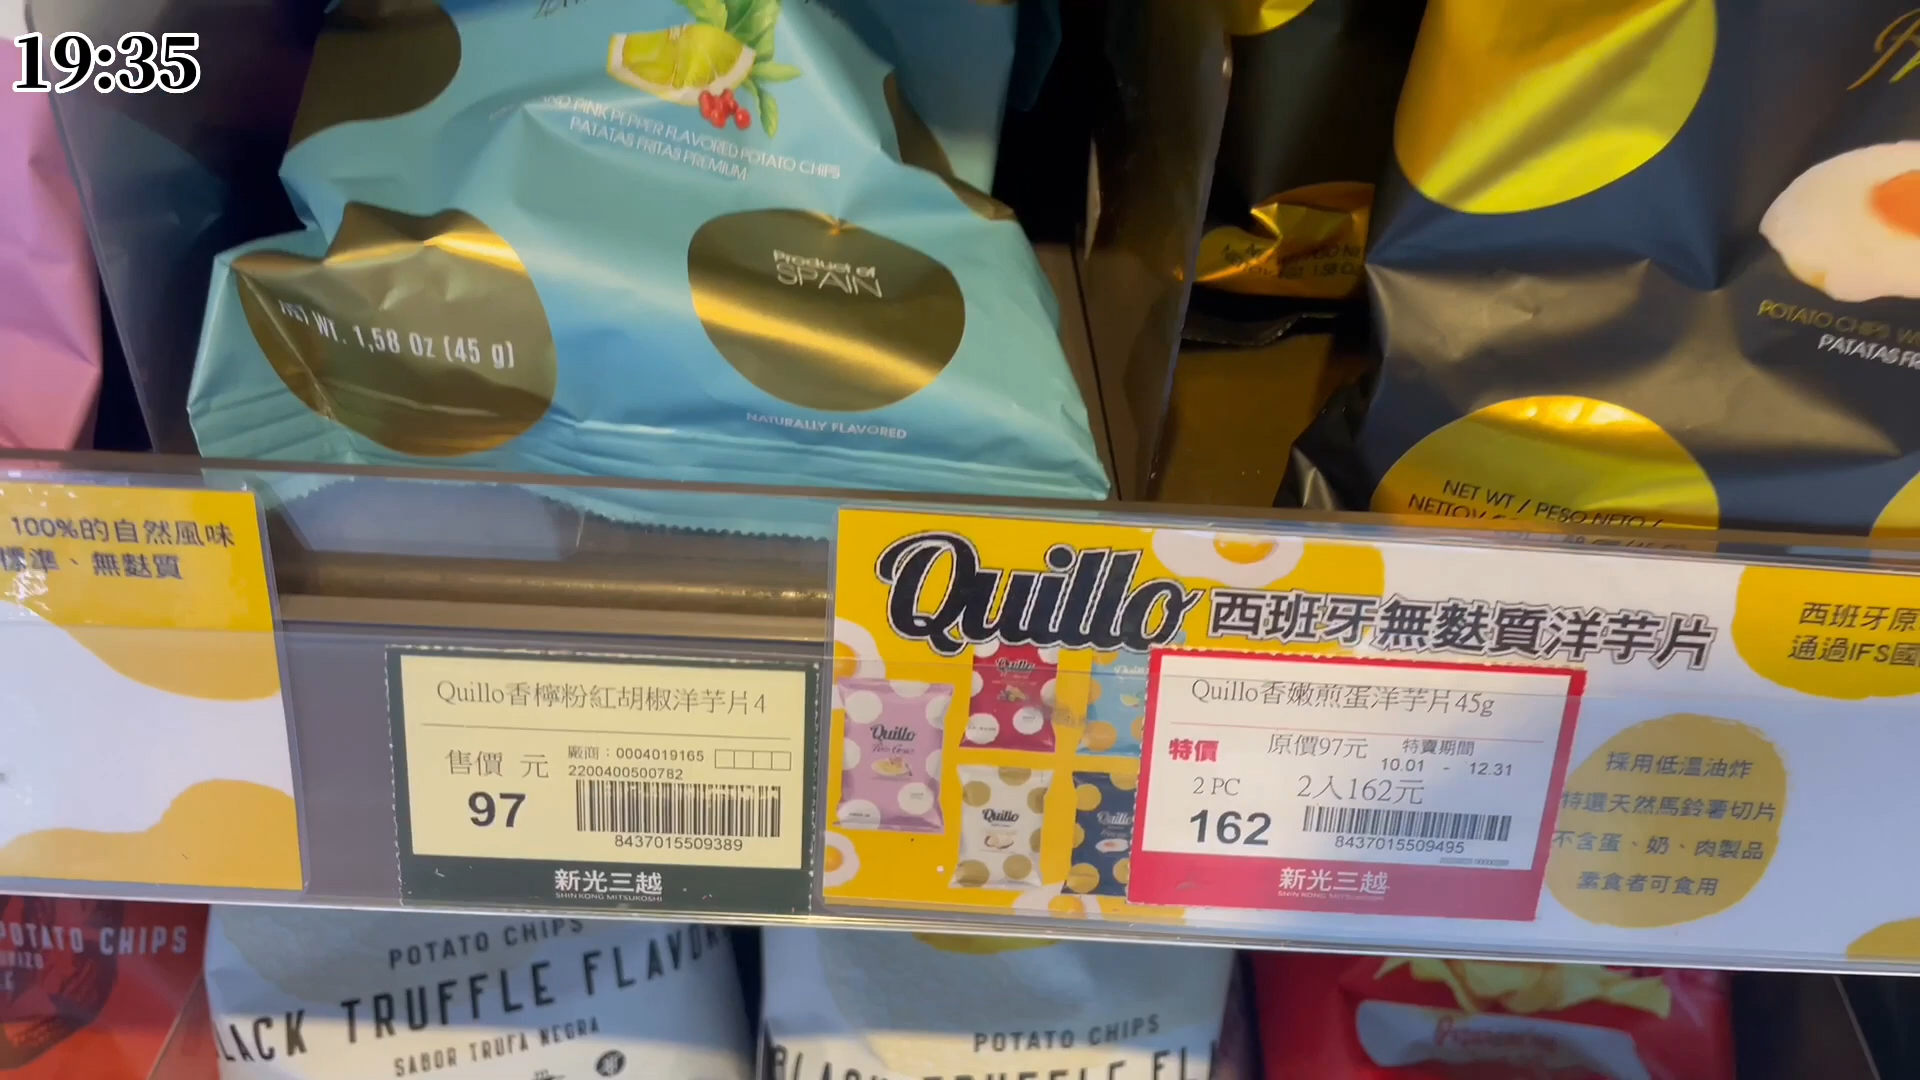 19:35
PINK PEPPER FLAVORED POTATO CHIPS
PATATAS FRITAS PREMIUM
Product of
SPAIN
NET WT. 1,58 Oz (45 g)
NATURALLY FLAVORED
POTATO CHIPS
NET WT / PESO NETO /
100%的自然風味
標準、無麩質
Quillo 西班牙無麩質洋芋片
西班牙原
通過IFS國
Quillo香檸粉紅胡椒洋芋片4
售價 元
97
廠商:0004019165
2200400500782
8437015509389
新光三越
SHIN KONG MITSUKOSHI
Quillo
Quillo
Quillo
Quillo香嫩煎蛋洋芋片45g
特價
原價97元
特賣期間
10.01 - 12.31
2 PC
2入162元
162
8437015509495
新光三越
SHIN KONG MITSUKOSHI
採用低溫油炸
特選天然馬鈴薯切片
不含蛋、奶、肉製品
素食者可食用
POTATO CHIPS
POTATO CHIPS
BLACK TRUFFLE FLAVOR
SABOR TRUFA NEGRA
POTATO CHIPS